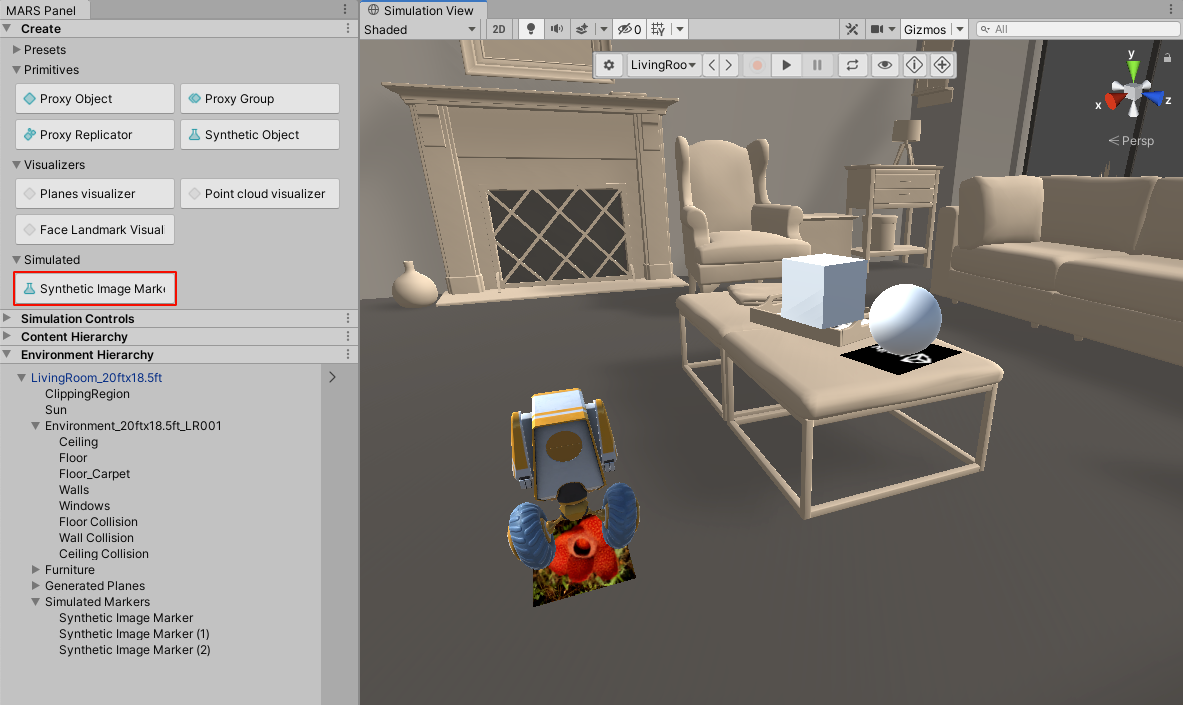 MARS Panel
Create
Presets
Primitives
Proxy Object
Proxy Group
Proxy Replicator
Synthetic Object
Visualizers
Planes visualizer
Point cloud visualizer
Face Landmark Visual
Simulated
Synthetic Image Marke
Simulation Controls
Content Hierarchy
Environment Hierarchy
LivingRoom_20ftx18.5ft
ClippingRegion
Sun
Environment_20ftx18.5ft_LR001
Ceiling
Floor
Floor_Carpet
Walls
Windows
Floor Collision
Wall Collision
Ceiling Collision
Furniture
Generated Planes
Simulated Markers
Synthetic Image Marker
Synthetic Image Marker (1)
Synthetic Image Marker (2)
Simulation View
Shaded 2D 0 Gizmos All
LivingRoo
y
x z
Persp